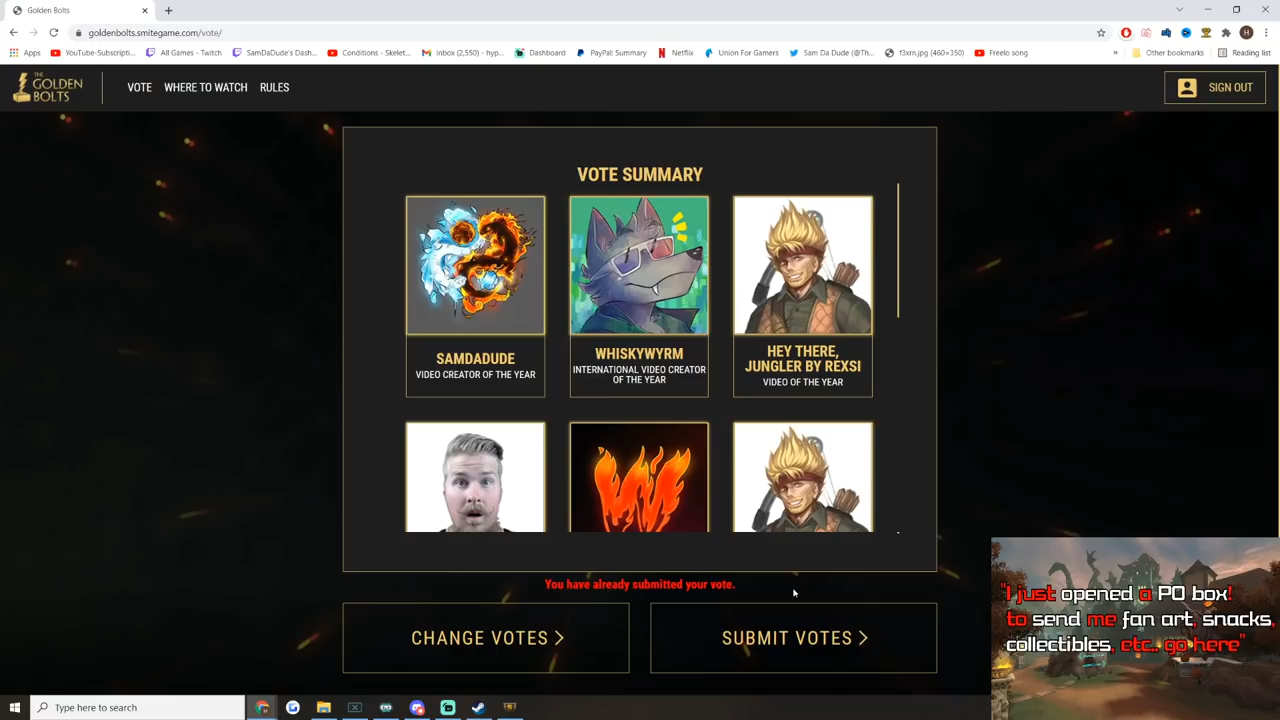 Golden Bolts
goldenbolts.smitegame.com/vote/
Apps
YouTube-Subscripti...
All Games - Twitch
SamDaDude's Dash...
Conditions - Skelet...
Inbox (2,550) - hyp...
Dashboard
PayPal: Summary
Netflix
Union For Gamers
Sam Da Dude (@Th...
f3xrn.jpg (460×350)
Freelo song
»
Other bookmarks
Reading list
THE
GOLDEN
BOLTS
VOTE
WHERE TO WATCH
RULES
SIGN OUT
VOTE SUMMARY
SAMDADUDE
VIDEO CREATOR OF THE YEAR
WHISKYWYRM
INTERNATIONAL VIDEO CREATOR
OF THE YEAR
HEY THERE,
JUNGLER BY REXSI
VIDEO OF THE YEAR
You have already submitted your vote.
CHANGE VOTES >
SUBMIT VOTES >
"I just opened a PO box!
to send me fan art, snacks,
collectibles, etc.. go here"
Type here to search